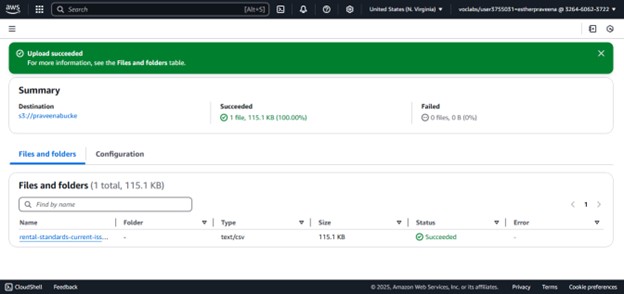 aws
Search [Alt+S] United States (N. Virginia) voclabs/user3755031=estherpraveena @ 3264-6062-3722
Upload succeeded
For more information, see the Files and folders table.
Summary
Destination Succeeded Failed
s3://praveenabucke 1 file, 115.1 KB (100.00%) 0 files, 0 B (0%)
Files and folders Configuration
Files and folders (1 total, 115.1 KB)
Find by name 1
Name Folder Type Size Status Error
rental-standards-current-iss... - text/csv 115.1 KB Succeeded -
CloudShell Feedback © 2025, Amazon Web Services, Inc. or its affiliates. Privacy Terms Cookie preferences